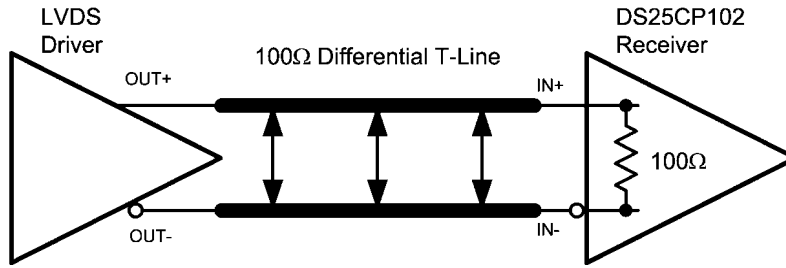 LVDS
Driver
DS25CP102
Receiver
100Ω Differential T-Line
OUT+
IN+
100Ω
OUT-
IN-